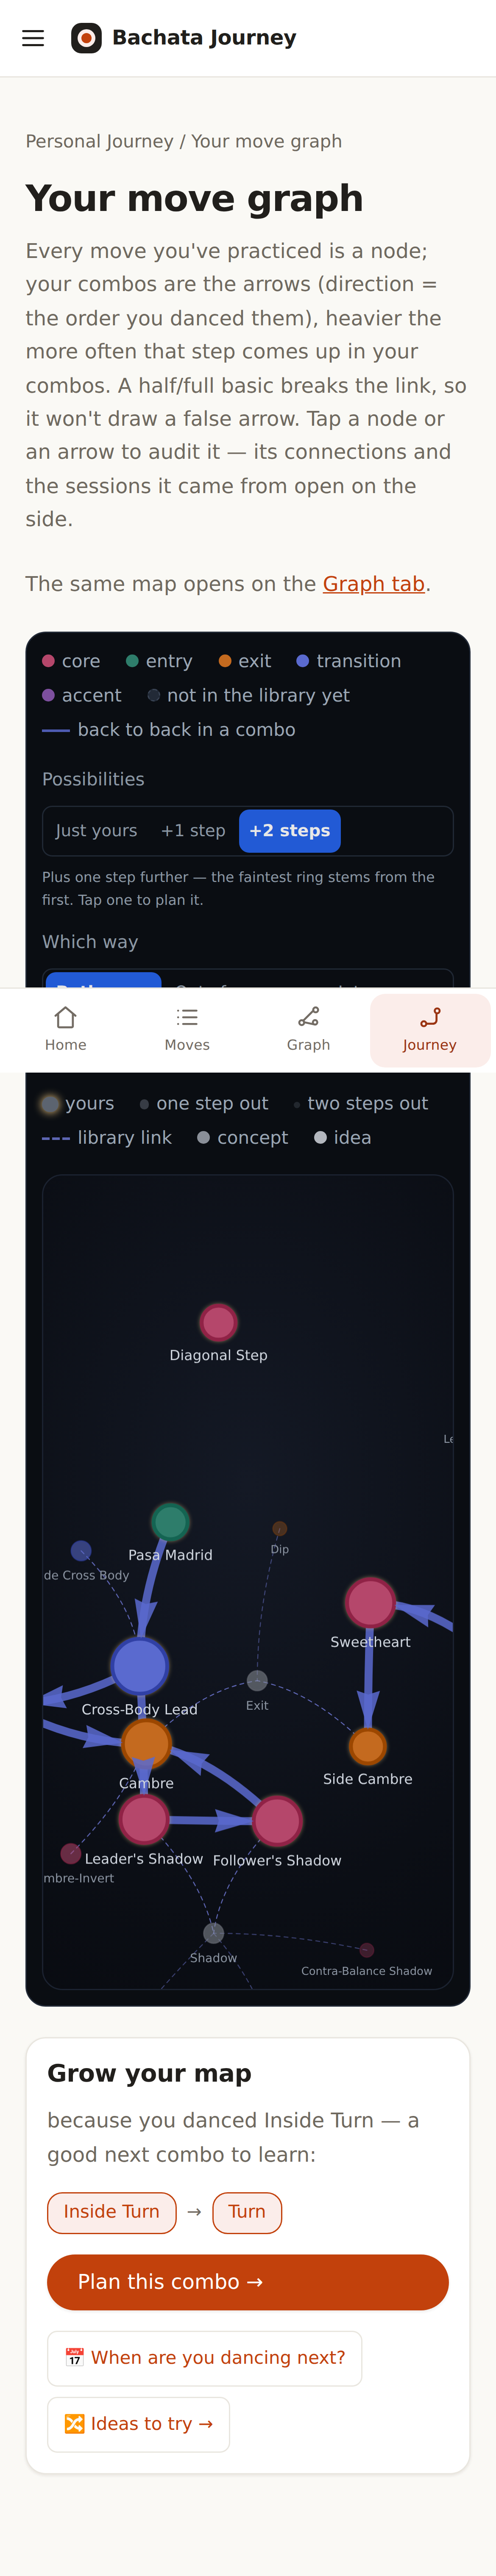 Bachata Journey
Personal Journey / Your move graph
Your move graph
Every move you've practiced is a node;
your combos are the arrows (direction =
the order you danced them), heavier the
more often that step comes up in your
combos. A half/full basic breaks the link, so
it won't draw a false arrow. Tap a node or
an arrow to audit it — its connections and
the sessions it came from open on the
side.
The same map opens on the Graph tab.
core entry exit transition
accent not in the library yet
back to back in a combo
Possibilities
Just yours +1 step +2 steps
Plus one step further — the faintest ring stems from the
first. Tap one to plan it.
Which way
Home Moves Graph Journey
yours one step out two steps out
library link concept idea
Diagonal Step
Le
Pasa Madrid
Dip
de Cross Body
Sweetheart
Exit
Cross-Body Lead
Side Cambre
Cambre
Leader's Shadow Follower's Shadow
mbre-Invert
Shadow
Contra-Balance Shadow
Grow your map
because you danced Inside Turn — a
good next combo to learn:
Inside Turn → Turn
Plan this combo →
📅 When are you dancing next?
🔀 Ideas to try →